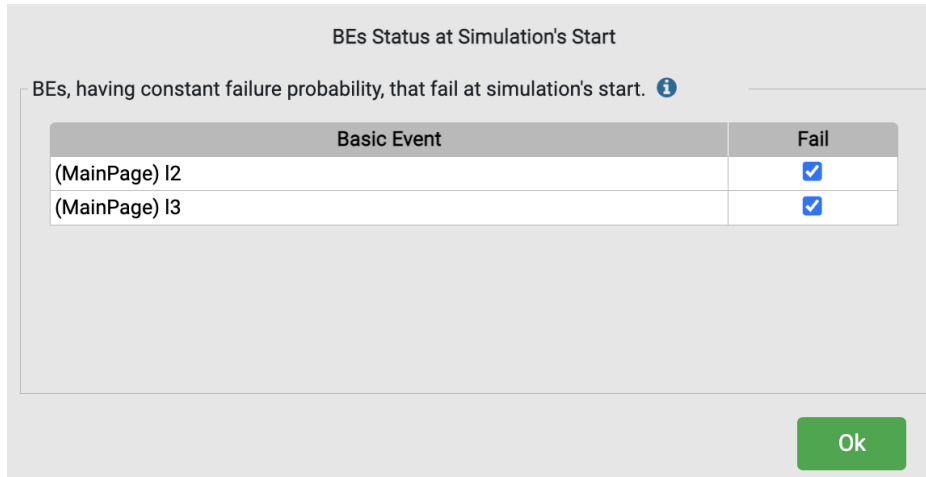 BEs Status at Simulation's Start
BEs, having constant failure probability, that fail at simulation's start.
Basic Event Fail
(MainPage) I2
(MainPage) I3
Ok